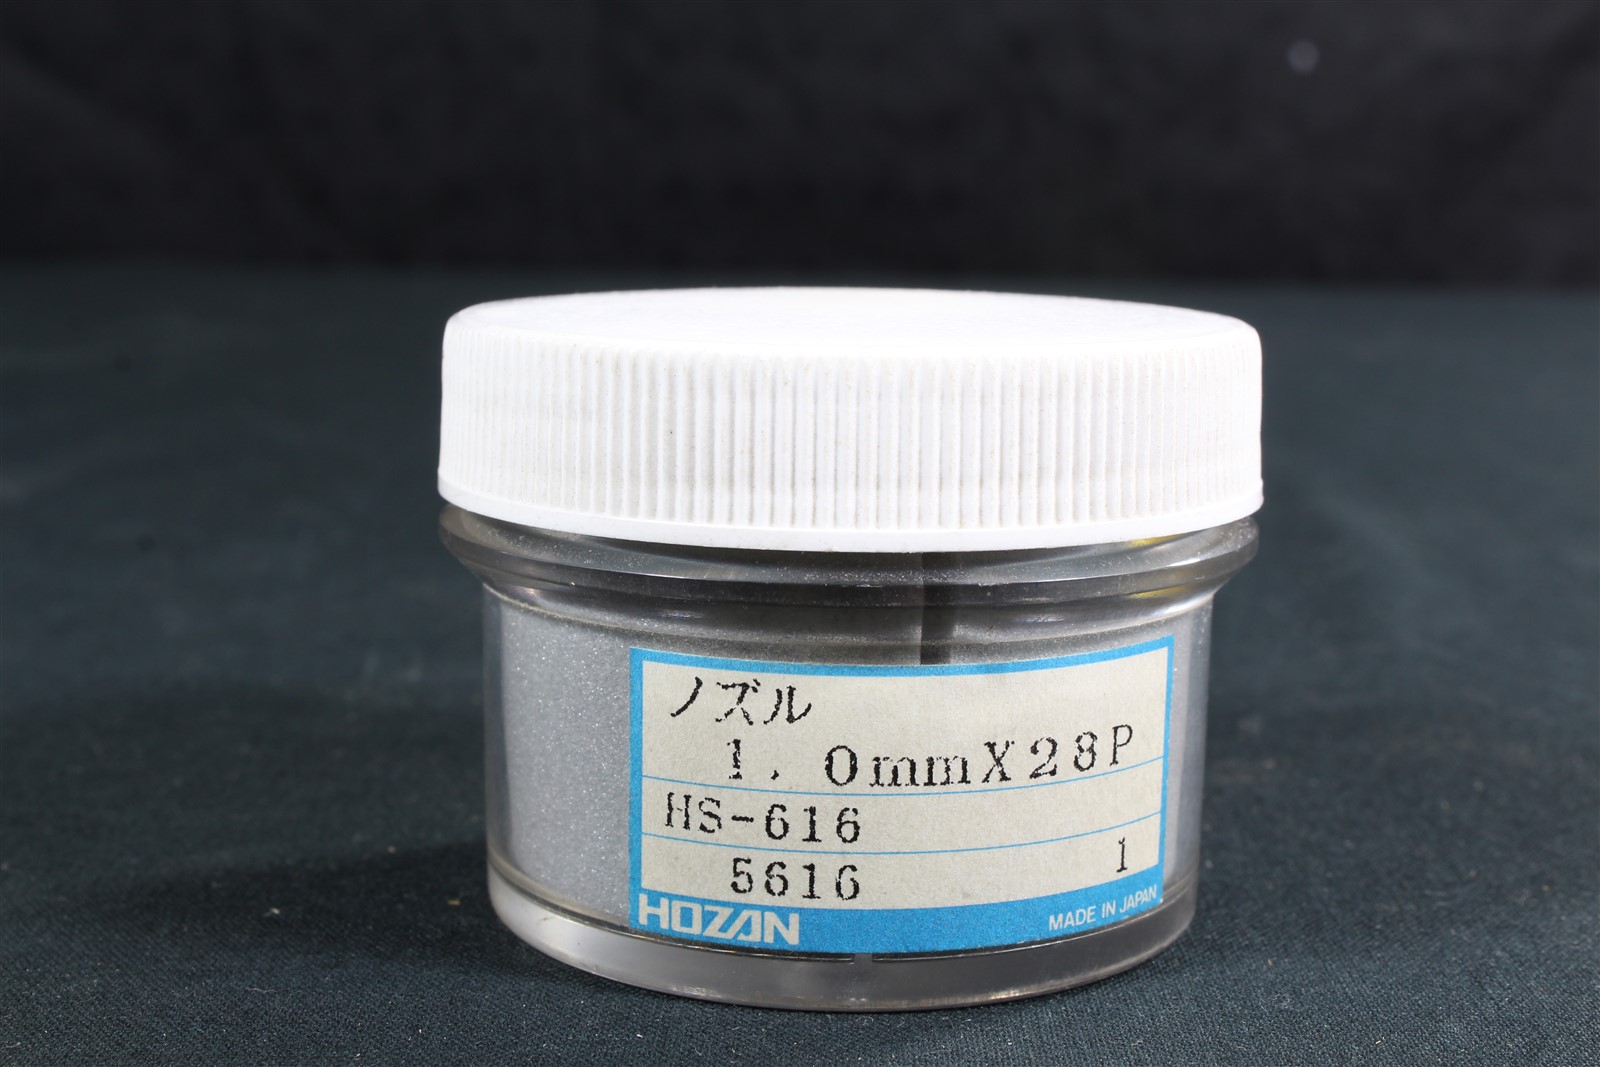 ノズル
1. 0mmX28P
HS-616
5616 1
HOZAN MADE IN JAPAN